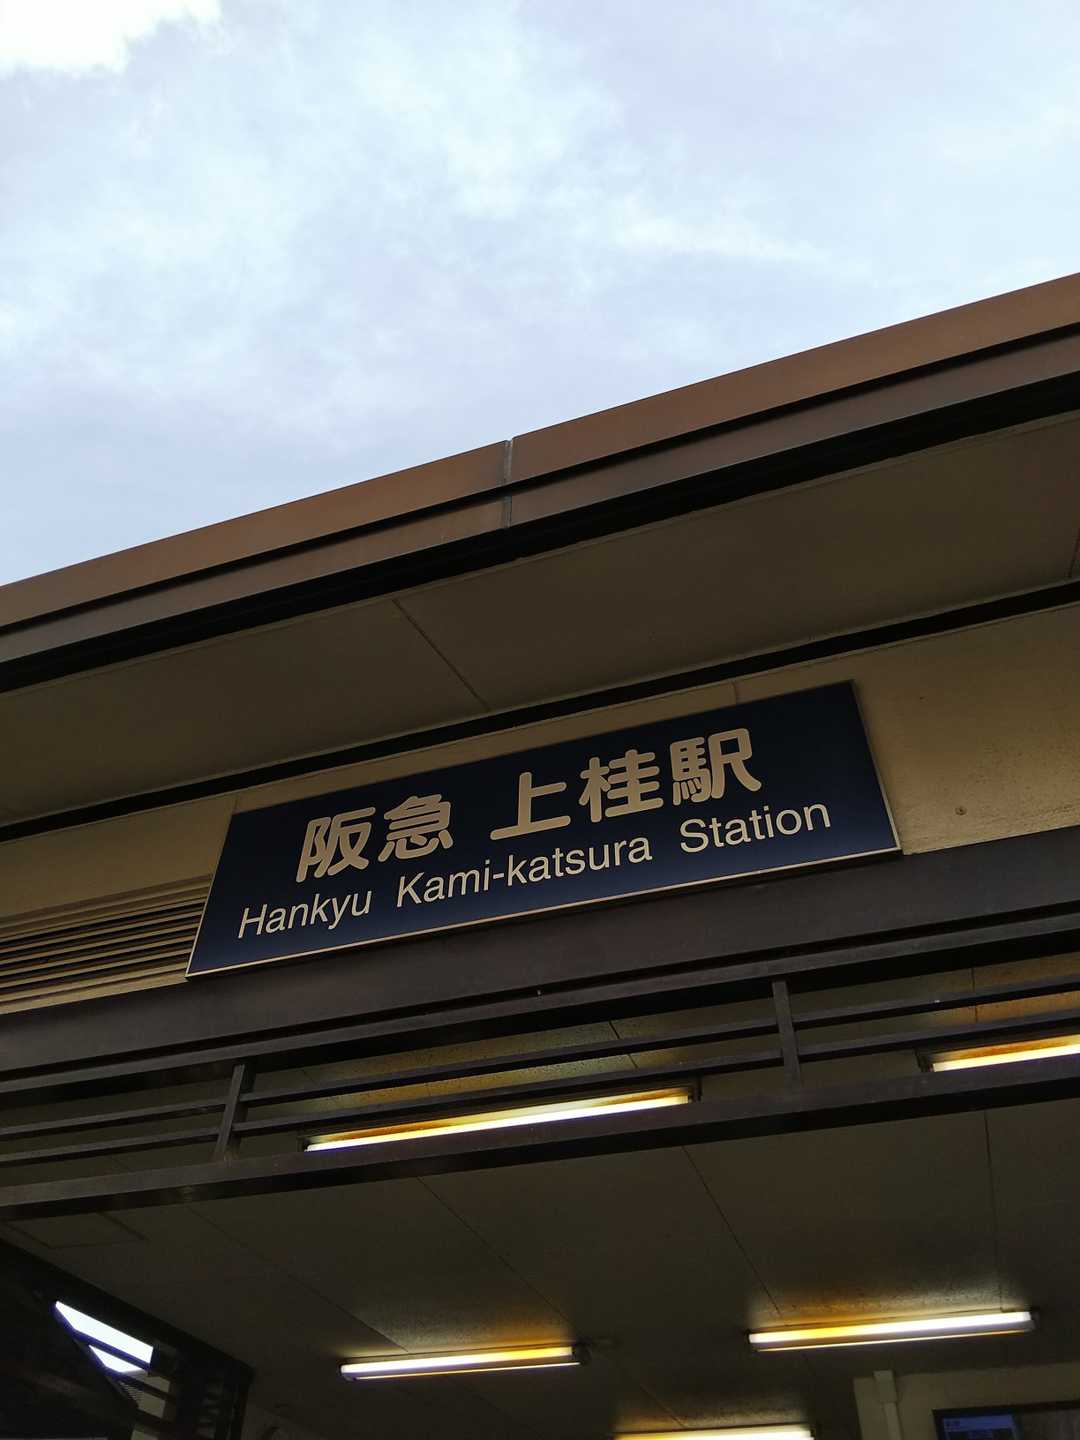 阪急 上桂駅
Hankyu Kami-katsura Station